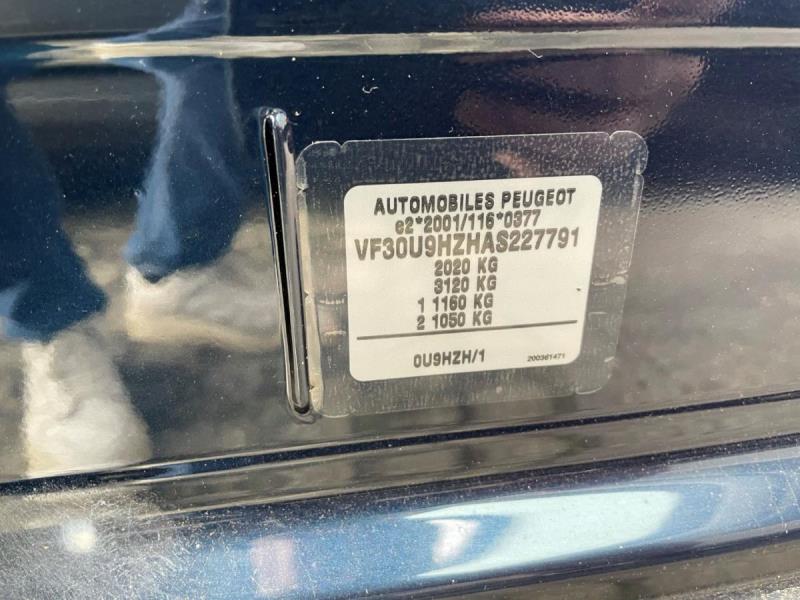 AUTOMOBILES PEUGEOT
e2*2001/116*0377
VF30U9HZHAS227791
2020 KG
3120 KG
1 1160 KG
2 1050 KG
0U9HZH/1
200361471